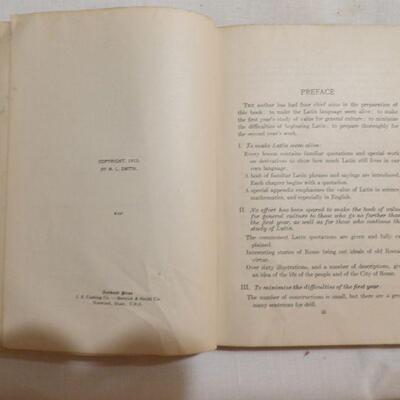 COPYRIGHT, 1913,
BY M. L. SMITH.
Norwood Press
J. S. Cushing Co. — Berwick & Smith Co.
Norwood, Mass., U.S.A.
PREFACE
THE author has had four chief aims in the preparation of
this book: to make the Latin language seem alive; to make
the first year's study of value for general culture; to minimize
the difficulties of beginning Latin; to prepare thoroughly for
the second year's work.
I. To make Latin seem alive:
Every lesson contains familiar quotations and special work
on derivatives to show how much Latin still lives in our
own language.
A host of familiar Latin phrases and sayings are introduced.
Each chapter begins with a quotation.
A special appendix emphasizes the value of Latin in science,
mathematics, and especially in English.
II. No effort has been spared to make the book of value
for general culture to those who go no farther than
the first year, as well as for those who continue the
study of Latin.
The commonest Latin quotations are given and fully ex-
plained.
Interesting stories of Rome bring out ideals of old Roman
virtue.
Over sixty illustrations, and a number of descriptions, give
an idea of the life of the people and of the City of Rome.
III. To minimize the difficulties of the first year:
The number of constructions is small, but there are a great
many sentences for drill.
iii